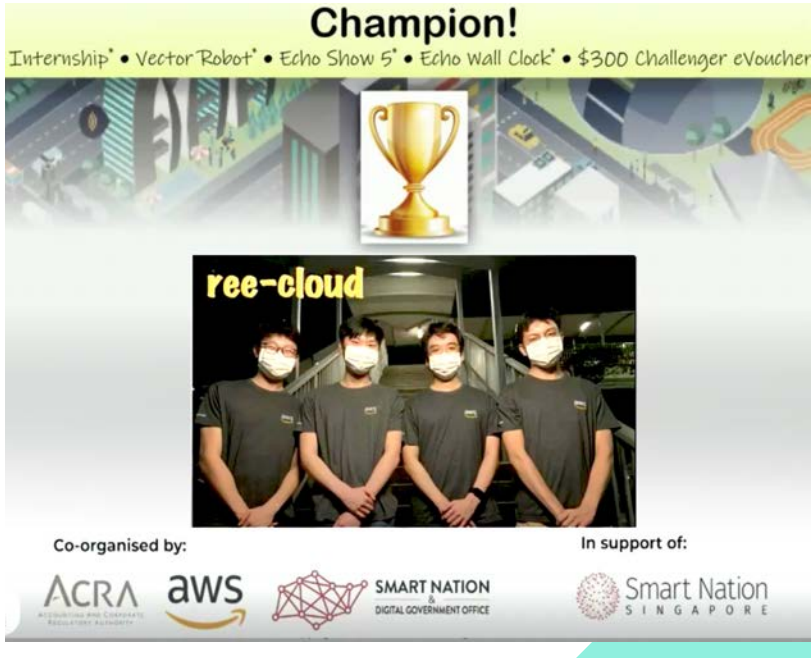 Champion!
Internship* • Vector Robot* • Echo Show 5* • Echo Wall Clock* • $300 Challenger eVoucher
ree-cloud
Co-organised by:
In support of:
ACRA
ACCOUNTING AND CORPORATE
REGULATORY AUTHORITY
aws
SMART NATION
&
DIGITAL GOVERNMENT OFFICE
Smart Nation
SINGAPORE